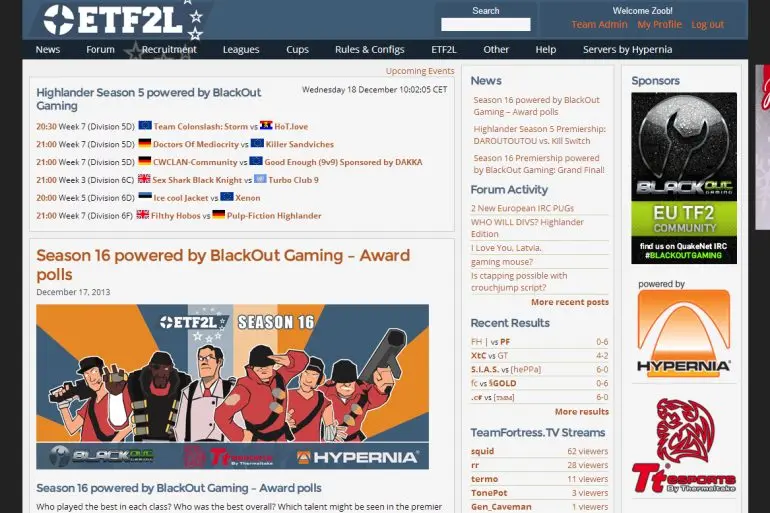 ETF2L
Search
Welcome Zoob!
Team Admin My Profile Log out
News Forum Recruitment Leagues Cups Rules & Configs ETF2L Other Help Servers by Hypernia
Upcoming Events
Highlander Season 5 powered by BlackOut Gaming
Wednesday 18 December 10:02:05 CET
20:30 Week 7 (Division 5D) Team Colonslash: Storm vs HoT.love
21:00 Week 7 (Division 5D) Doctors Of Mediocrity vs Killer Sandviches
21:00 Week 7 (Division 5D) CWCLAN-Community vs Good Enough (9v9) Sponsored by DAKKA
21:00 Week 3 (Division 6C) Sex Shark Black Knight vs Turbo Club 9
20:00 Week 5 (Division 6D) Ice cool Jacket vs Xenon
21:00 Week 7 (Division 6F) Filthy Hobos vs Pulp-Fiction Highlander
Season 16 powered by BlackOut Gaming – Award
polls
December 17, 2013
ETF2L SEASON 16
BLACKOUT GAMING
Tt eSPORTS By Thermaltake
HYPERNIA
Season 16 powered by BlackOut Gaming – Award polls
Who played the best in each class? Who was the best overall? Which talent might be seen in the premier
News
Season 16 powered by BlackOut
Gaming – Award polls
Highlander Season 5 Premiership:
DAROUTOUTOU vs. Kill Switch
Season 16 Premiership powered
by BlackOut Gaming: Grand Final!
Forum Activity
2 New European IRC PUGs
WHO WILL DIVS? Highlander
Edition
I Love You, Latvia.
gaming mouse?
Is ctapping possible with
crouchjump script?
More recent posts
Recent Results
FH | vs PF 0-6
XtC vs GT 4-2
S.I.A.S. vs [hePPa] 6-0
fc vs §GOLD 0-6
.c# vs [TMM] 6-0
More results
TeamFortress.TV Streams
squid 62 viewers
rr 28 viewers
termo 11 viewers
TonePot 3 viewers
Gen_Caveman 1 viewers
Sponsors
BLACKOUT
GAMING
EU TF2
COMMUNITY
find us on QuakeNet IRC
#BLACKOUTGAMING
powered by
HYPERNIA
Tt eSPORTS
By Thermaltake